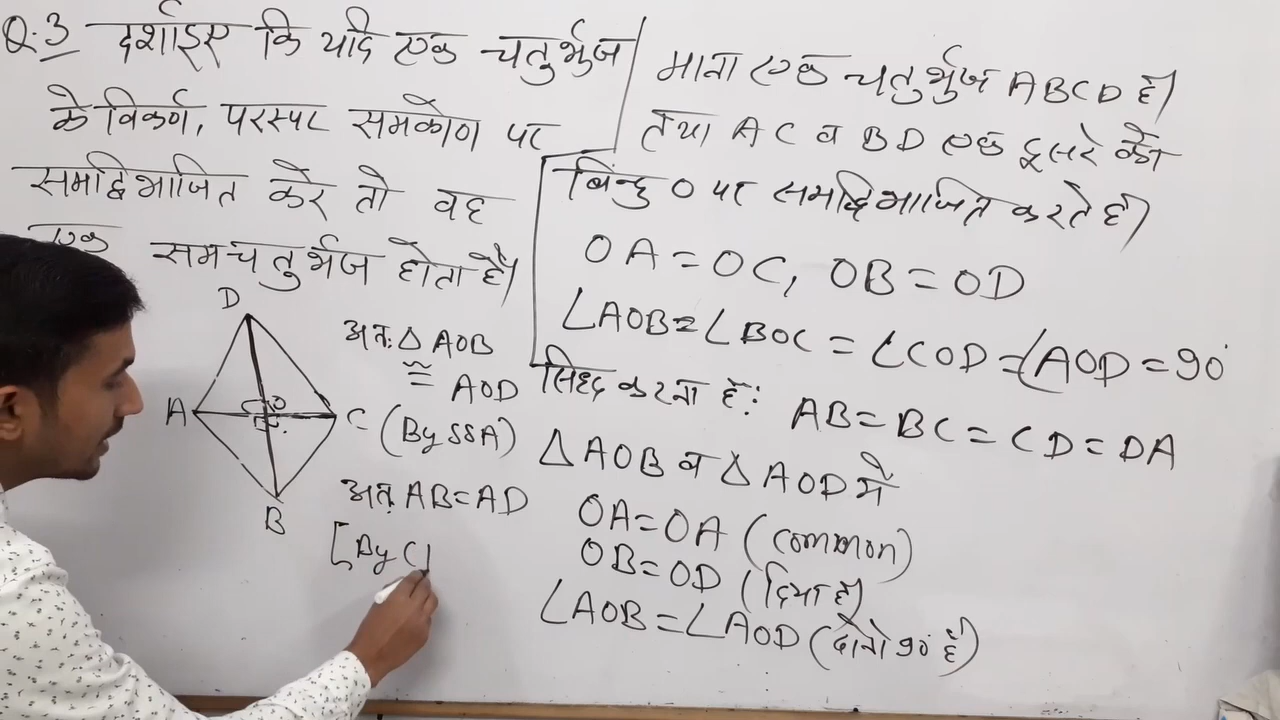 Q.3 दर्शाइए कि यदि एक चतुर्भुज
के विकर्ण, परस्पर समकोण पर
समद्विभाजित करें तो वह
एक समचतुर्भुज होता है।
D
A
O
C
B
अतः Δ AOB
≅ AOD
(By SSA)
अतः AB=AD
[By C
माना एक चतुर्भुज ABCD है।
तथा AC व BD एक दूसरे को
बिन्दु O पर समद्विभाजित करते है।
OA=OC, OB=OD
∠AOB=∠BOC=∠COD=∠AOD=90°
सिध्द करना है: AB=BC=CD=DA
Δ AOB व Δ AOD में
OA=OA (common)
OB=OD (दिया है)
∠AOB=∠AOD (दोनो 90° है)